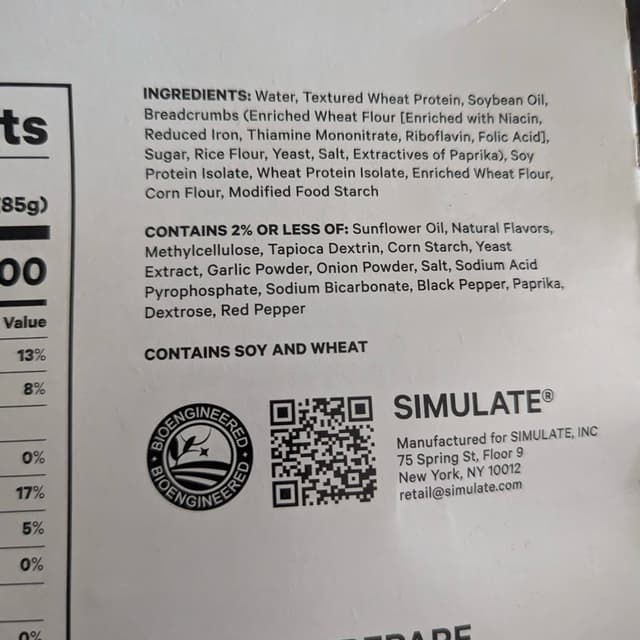 ts
INGREDIENTS: Water, Textured Wheat Protein, Soybean Oil,
Breadcrumbs (Enriched Wheat Flour [Enriched with Niacin,
Reduced Iron, Thiamine Mononitrate, Riboflavin, Folic Acid],
Sugar, Rice Flour, Yeast, Salt, Extractives of Paprika), Soy
Protein Isolate, Wheat Protein Isolate, Enriched Wheat Flour,
Corn Flour, Modified Food Starch
85g)
00
Value
13%
8%
0%
17%
5%
0%
0%
CONTAINS 2% OR LESS OF: Sunflower Oil, Natural Flavors,
Methylcellulose, Tapioca Dextrin, Corn Starch, Yeast
Extract, Garlic Powder, Onion Powder, Salt, Sodium Acid
Pyrophosphate, Sodium Bicarbonate, Black Pepper, Paprika,
Dextrose, Red Pepper
CONTAINS SOY AND WHEAT
BIOENGINEERED
BIOENGINEERED
SIMULATE®
Manufactured for SIMULATE, INC
75 Spring St, Floor 9
New York, NY 10012
retail@simulate.com